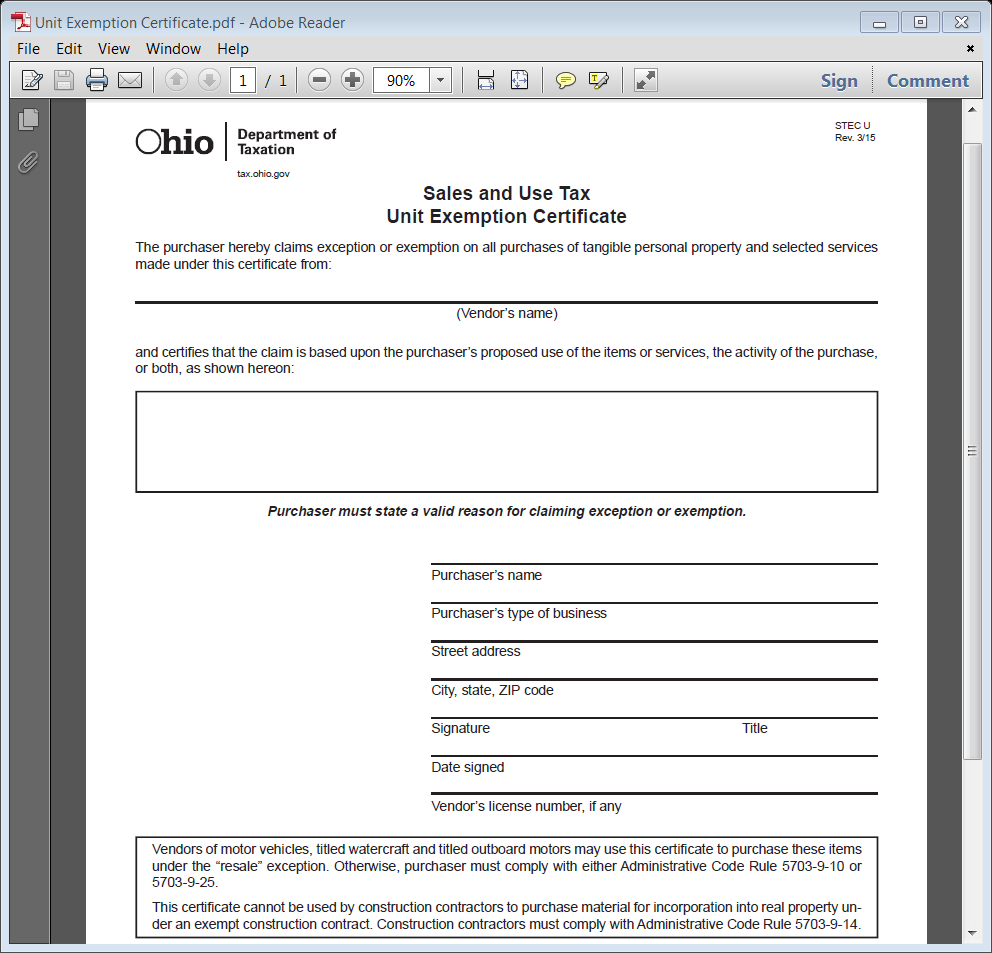 Unit Exemption Certificate.pdf - Adobe Reader
File Edit View Window Help
1 / 1 90% Sign Comment
Ohio Department of
Taxation
tax.ohio.gov
STEC U
Rev. 3/15
Sales and Use Tax
Unit Exemption Certificate
The purchaser hereby claims exception or exemption on all purchases of tangible personal property and selected services
made under this certificate from:
(Vendor's name)
and certifies that the claim is based upon the purchaser's proposed use of the items or services, the activity of the purchase,
or both, as shown hereon:
Purchaser must state a valid reason for claiming exception or exemption.
Purchaser's name
Purchaser's type of business
Street address
City, state, ZIP code
Signature Title
Date signed
Vendor's license number, if any
Vendors of motor vehicles, titled watercraft and titled outboard motors may use this certificate to purchase these items
under the “resale” exception. Otherwise, purchaser must comply with either Administrative Code Rule 5703-9-10 or
5703-9-25.
This certificate cannot be used by construction contractors to purchase material for incorporation into real property un-
der an exempt construction contract. Construction contractors must comply with Administrative Code Rule 5703-9-14.